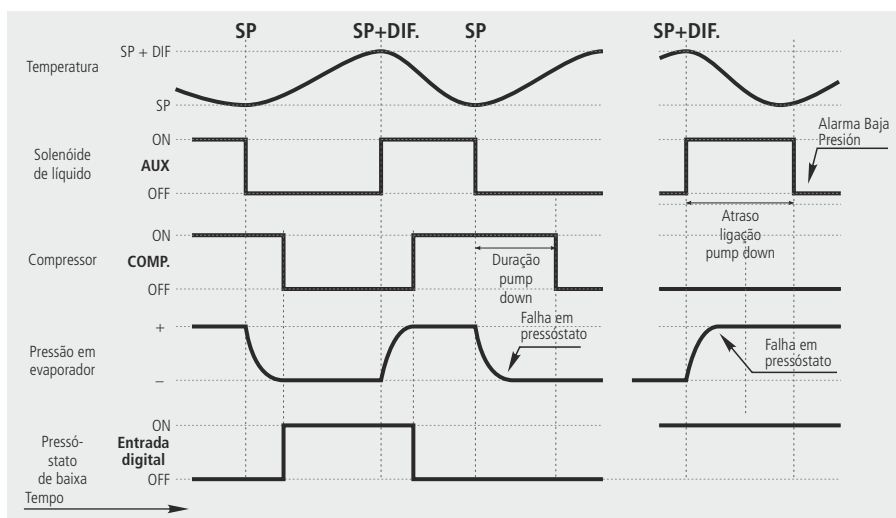 SP
SP+DIF.
SP
SP+DIF.
SP + DIF
Temperatura
SP
Alarma Baja
Presión
ON
Solenóide
de líquido
AUX
OFF
Atraso
ligação
pump down
ON
Compressor
COMP.
Duração
pump
down
OFF
+
Falha em
pressóstato
Pressão em
evaporador
Falha em
pressóstato
–
ON
Pressó-
stato
de baixa
Entrada
digital
OFF
Tempo